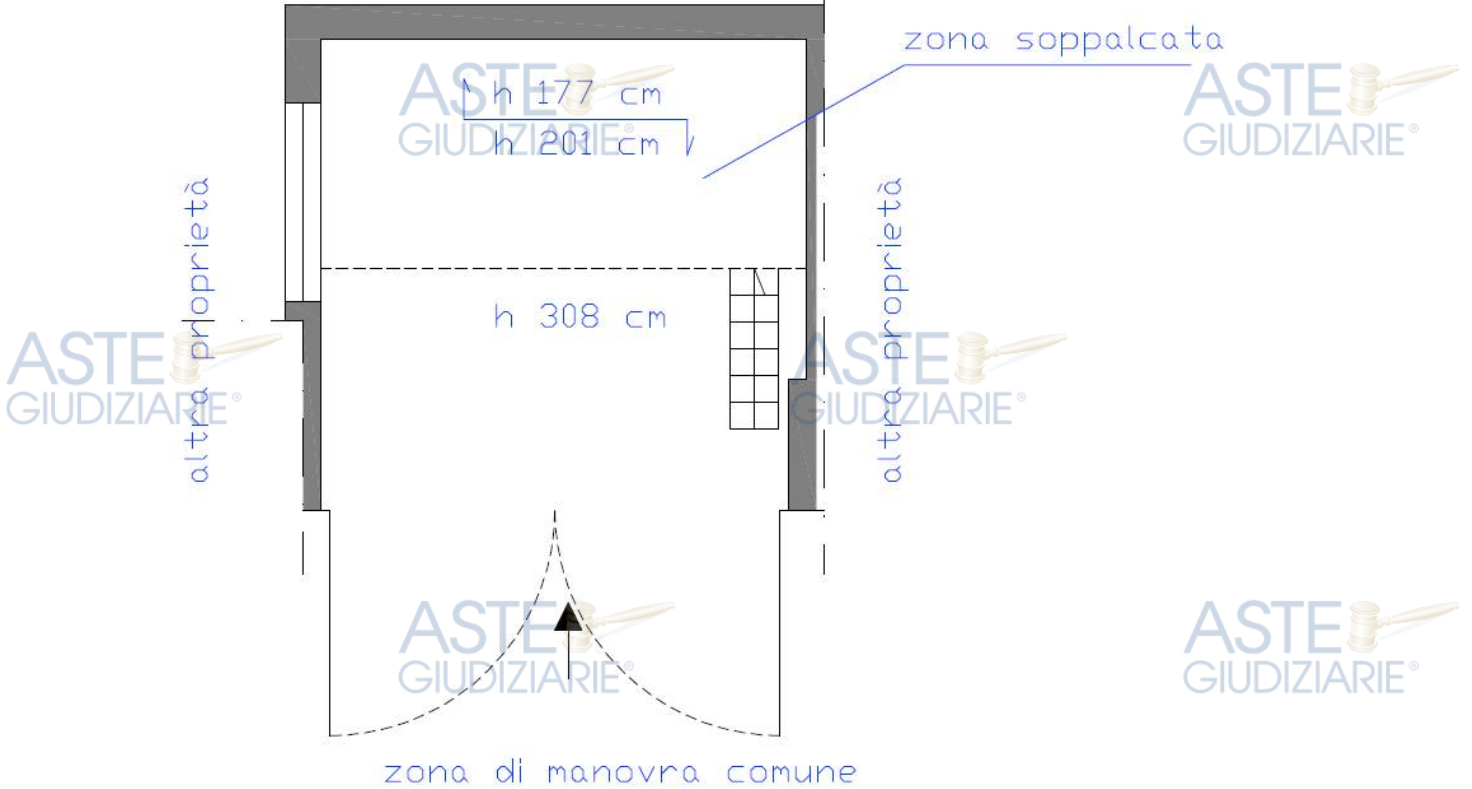 zona soppalcata
h 177 cm
h 201 cm
altra proprietà
altra proprietà
h 308 cm
zona di manovra comune
ASTE
GIUDIZIARIE®
ASTE
GIUDIZIARIE®
ASTE
GIUDIZIARIE®
ASTE
GIUDIZIARIE®
ASTE
GIUDIZIARIE®
ASTE
GIUDIZIARIE®